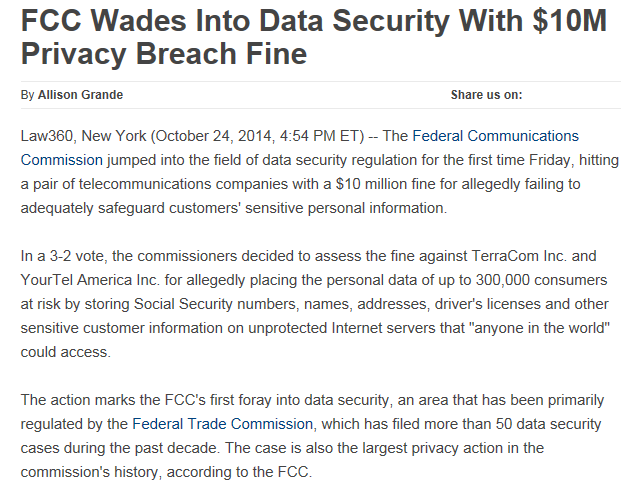 FCC Wades Into Data Security With $10M
Privacy Breach Fine
By Allison Grande
Share us on:
Law360, New York (October 24, 2014, 4:54 PM ET) -- The Federal Communications
Commission jumped into the field of data security regulation for the first time Friday, hitting
a pair of telecommunications companies with a $10 million fine for allegedly failing to
adequately safeguard customers' sensitive personal information.
In a 3-2 vote, the commissioners decided to assess the fine against TerraCom Inc. and
YourTel America Inc. for allegedly placing the personal data of up to 300,000 consumers
at risk by storing Social Security numbers, names, addresses, driver's licenses and other
sensitive customer information on unprotected Internet servers that "anyone in the world"
could access.
The action marks the FCC's first foray into data security, an area that has been primarily
regulated by the Federal Trade Commission, which has filed more than 50 data security
cases during the past decade. The case is also the largest privacy action in the
commission's history, according to the FCC.